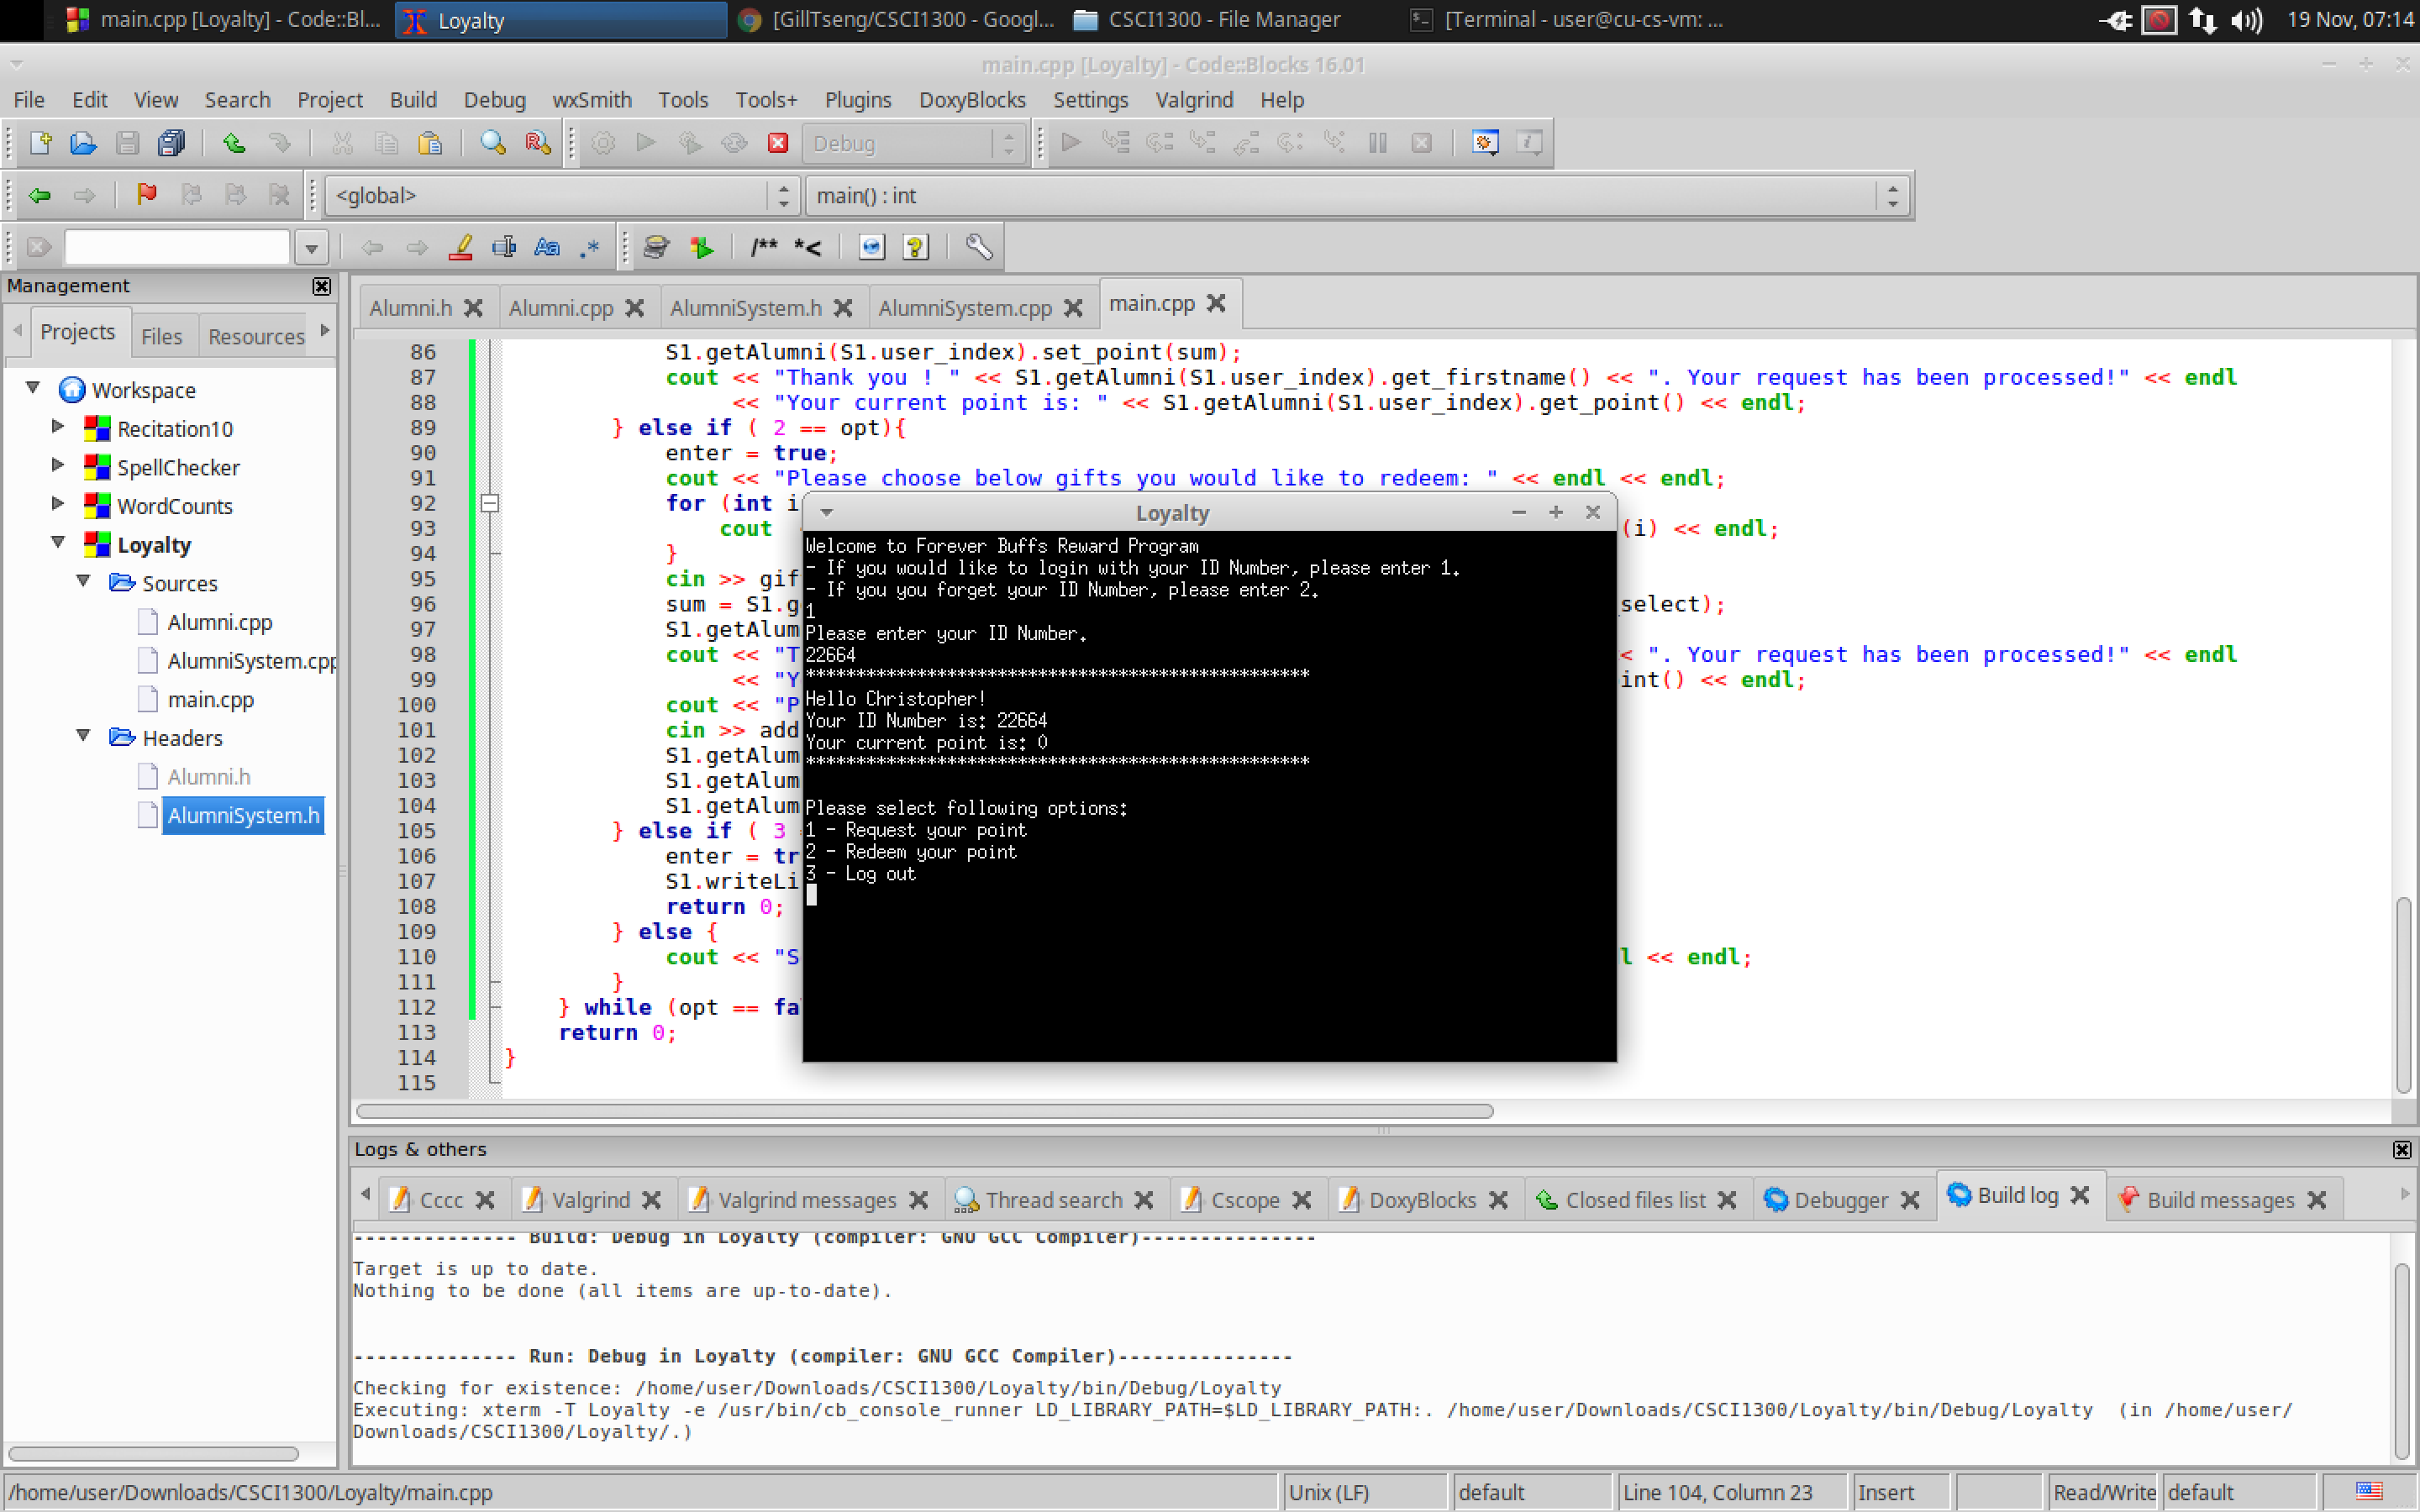 main.cpp [Loyalty] - Code::Bl...
Loyalty
[GillTseng/CSCI1300 - Googl...
CSCI1300 - File Manager
[Terminal - user@cu-cs-vm: ...
19 Nov, 07:14
main.cpp [Loyalty] - Code::Blocks 16.01
File Edit View Search Project Build Debug wxSmith Tools Tools+ Plugins DoxyBlocks Settings Valgrind Help
Debug
<global>
main() : int
/** *<
Management
Projects Files Resources
Workspace
Recitation10
SpellChecker
WordCounts
Loyalty
Sources
Alumni.cpp
AlumniSystem.cpp
main.cpp
Headers
Alumni.h
AlumniSystem.h
Alumni.h Alumni.cpp AlumniSystem.h AlumniSystem.cpp main.cpp
86 S1.getAlumni(S1.user_index).set_point(sum);
87 cout << "Thank you ! " << S1.getAlumni(S1.user_index).get_firstname() << ". Your request has been processed!" << endl
88 << "Your current point is: " << S1.getAlumni(S1.user_index).get_point() << endl;
89 } else if ( 2 == opt){
90 enter = true;
91 cout << "Please choose below gifts you would like to redeem: " << endl << endl;
92 for (int i
93 cout (i) << endl;
94 }
95 cin >> gif
96 sum = S1.g select);
97 S1.getAlum
98 cout << "T < ". Your request has been processed!" << endl
99 << "Y int() << endl;
100 cout << "P
101 cin >> add
102 S1.getAlum
103 S1.getAlum
104 S1.getAlum
105 } else if ( 3
106 enter = tr
107 S1.writeLi
108 return 0;
109 } else {
110 cout << "S l << endl;
111 }
112 } while (opt == fa
113 return 0;
114 }
115
Loyalty
Welcome to Forever Buffs Reward Program
- If you would like to login with your ID Number, please enter 1.
- If you you forget your ID Number, please enter 2.
1
Please enter your ID Number.
22664
**************************************************
Hello Christopher!
Your ID Number is: 22664
Your current point is: 0
**************************************************
Please select following options:
1 - Request your point
2 - Redeem your point
3 - Log out
Logs & others
Cccc Valgrind Valgrind messages Thread search Cscope DoxyBlocks Closed files list Debugger Build log Build messages
-------------- Build: Debug in Loyalty (compiler: GNU GCC Compiler)---------------
Target is up to date.
Nothing to be done (all items are up-to-date).
-------------- Run: Debug in Loyalty (compiler: GNU GCC Compiler)---------------
Checking for existence: /home/user/Downloads/CSCI1300/Loyalty/bin/Debug/Loyalty
Executing: xterm -T Loyalty -e /usr/bin/cb_console_runner LD_LIBRARY_PATH=$LD_LIBRARY_PATH:. /home/user/Downloads/CSCI1300/Loyalty/bin/Debug/Loyalty (in /home/user/
Downloads/CSCI1300/Loyalty/.)
/home/user/Downloads/CSCI1300/Loyalty/main.cpp Unix (LF) default Line 104, Column 23 Insert Read/Write default